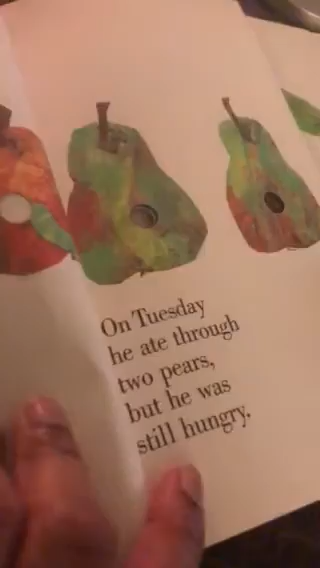 On Tuesday
he ate through
two pears,
but he was
still hungry.